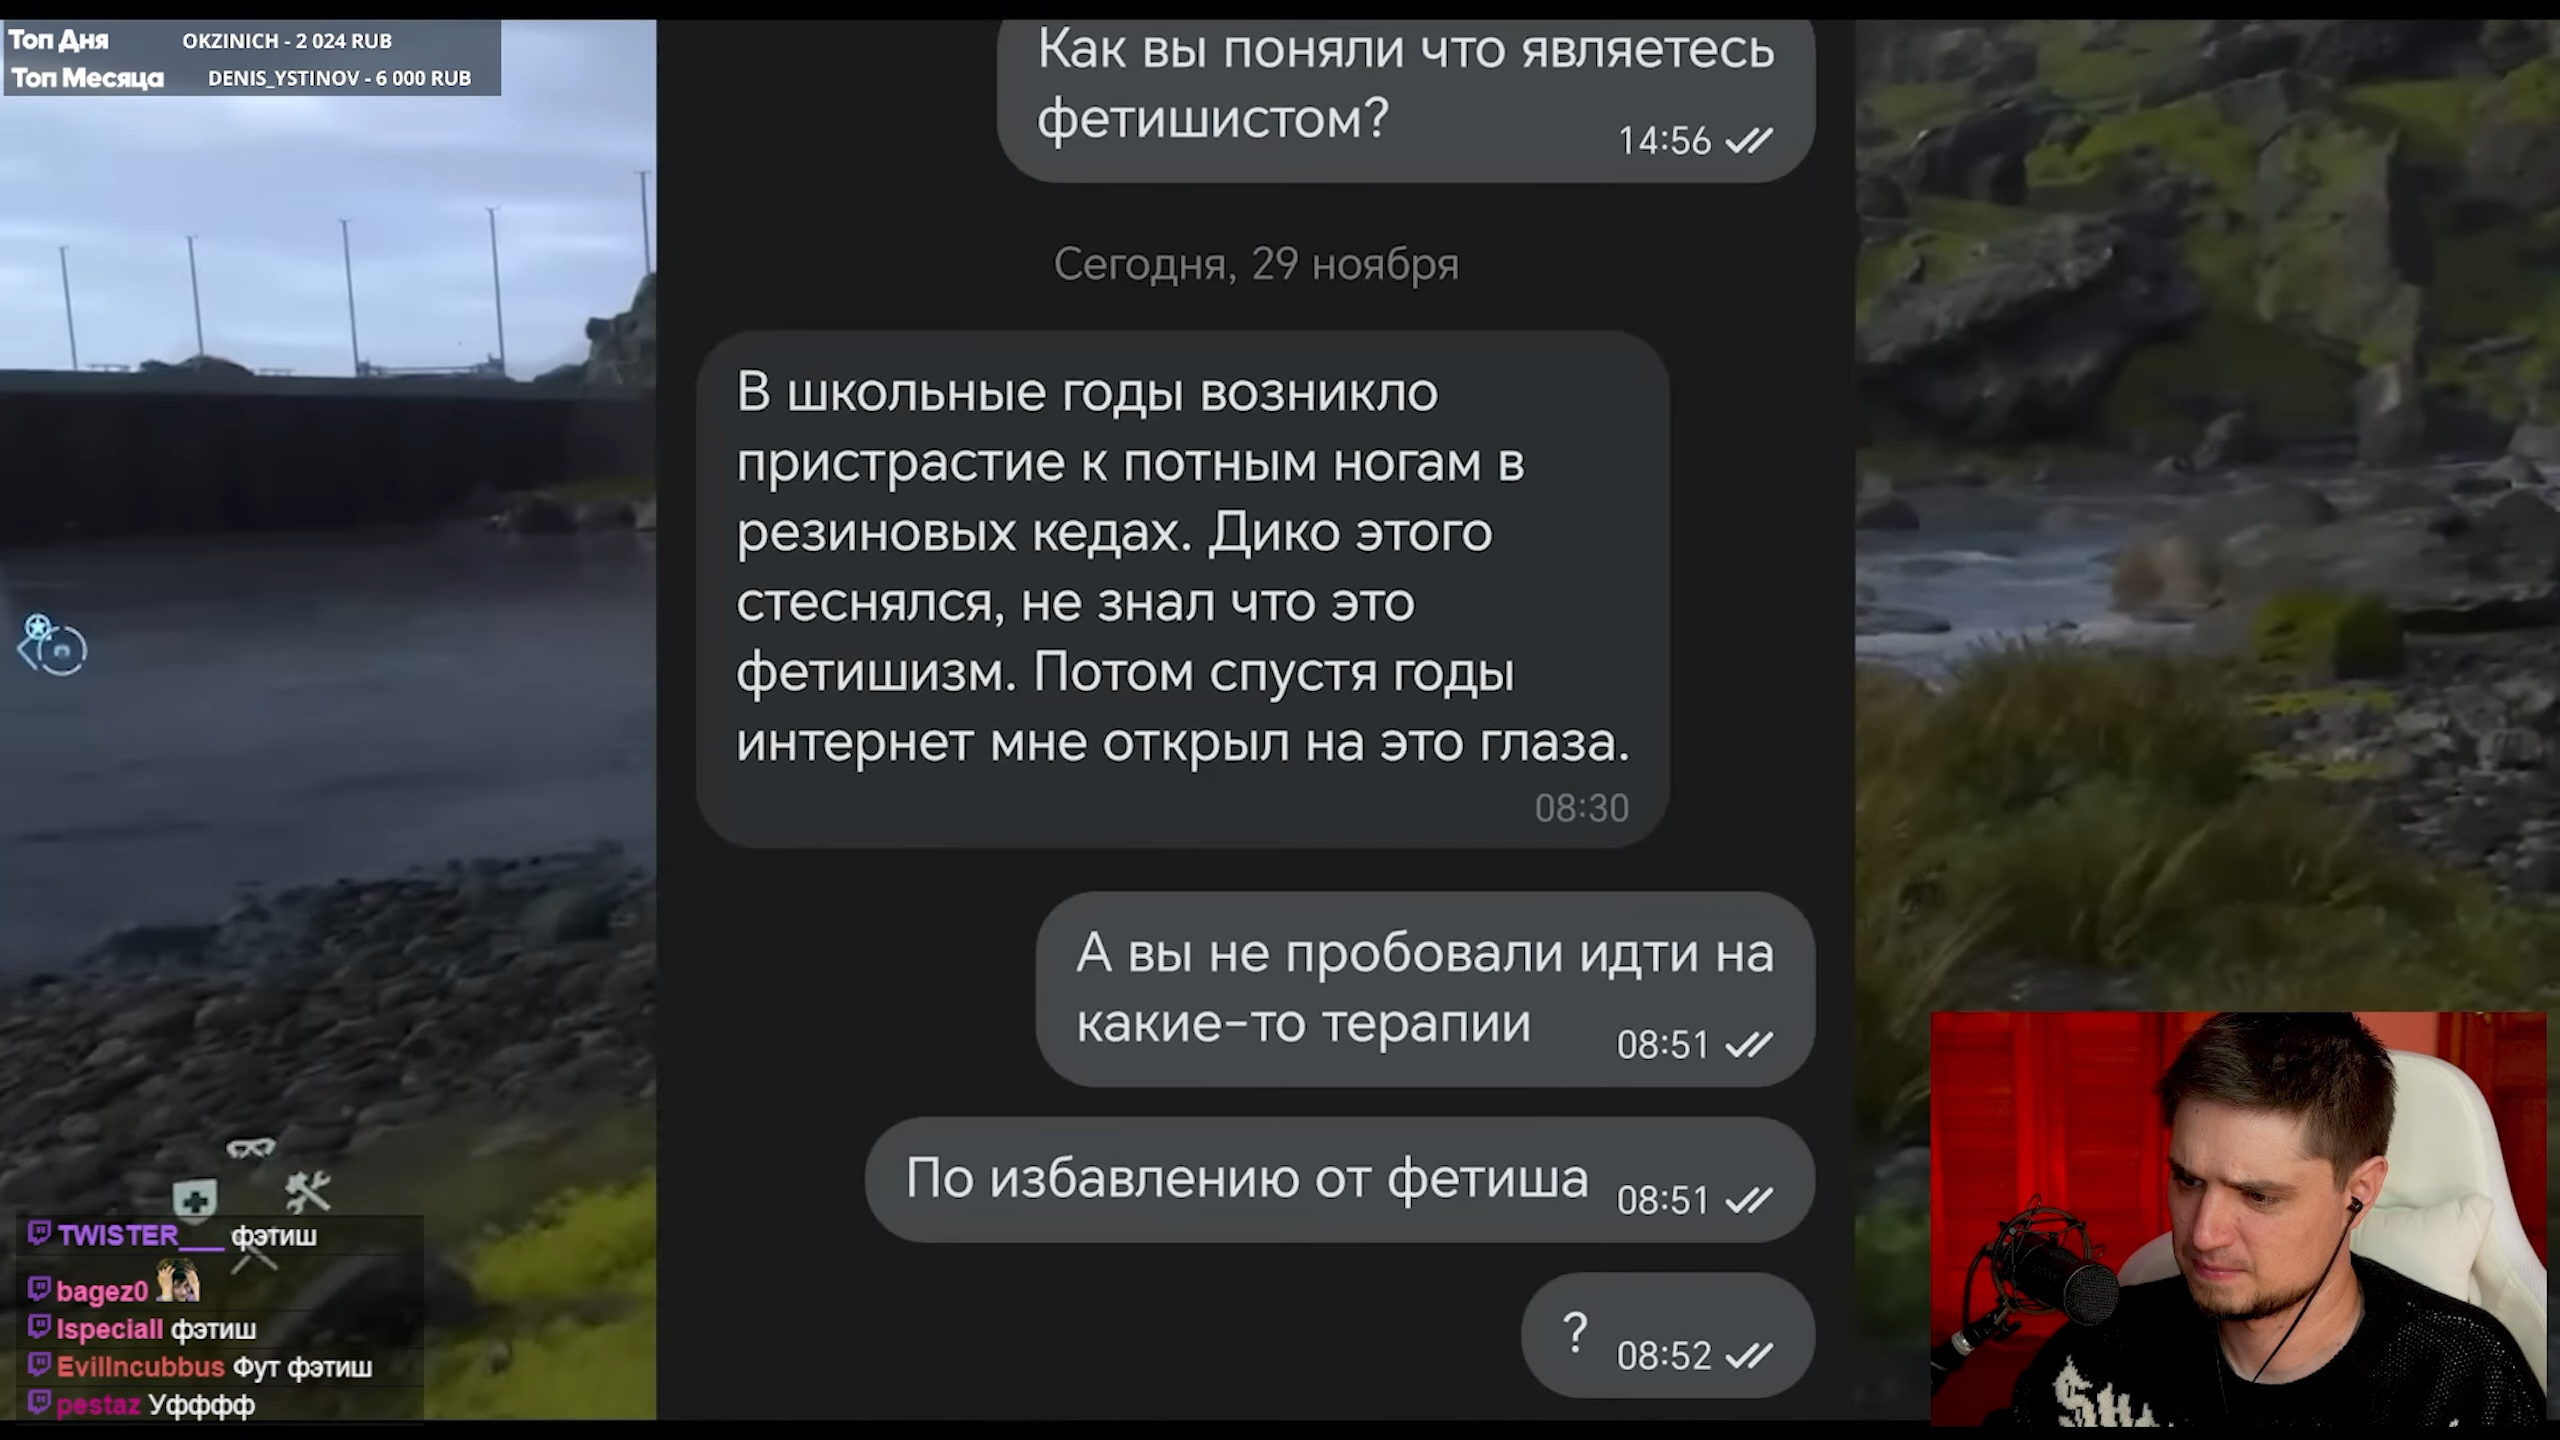 Топ Дня OKZINICH - 2 024 RUB
Топ Месяца DENIS_YSTINOV - 6 000 RUB
Как вы поняли что являетесь
фетишистом?
14:56
Сегодня, 29 ноября
В школьные годы возникло
пристрастие к потным ногам в
резиновых кедах. Дико этого
стеснялся, не знал что это
фетишизм. Потом спустя годы
интернет мне открыл на это глаза.
08:30
А вы не пробовали идти на
какие-то терапии
08:51
По избавлению от фетиша
08:51
?
08:52
TWISTER___ фэтиш
bagez0
Ispeciall фэтиш
EvilIncubbus Фут фэтиш
pestaz Уфффф